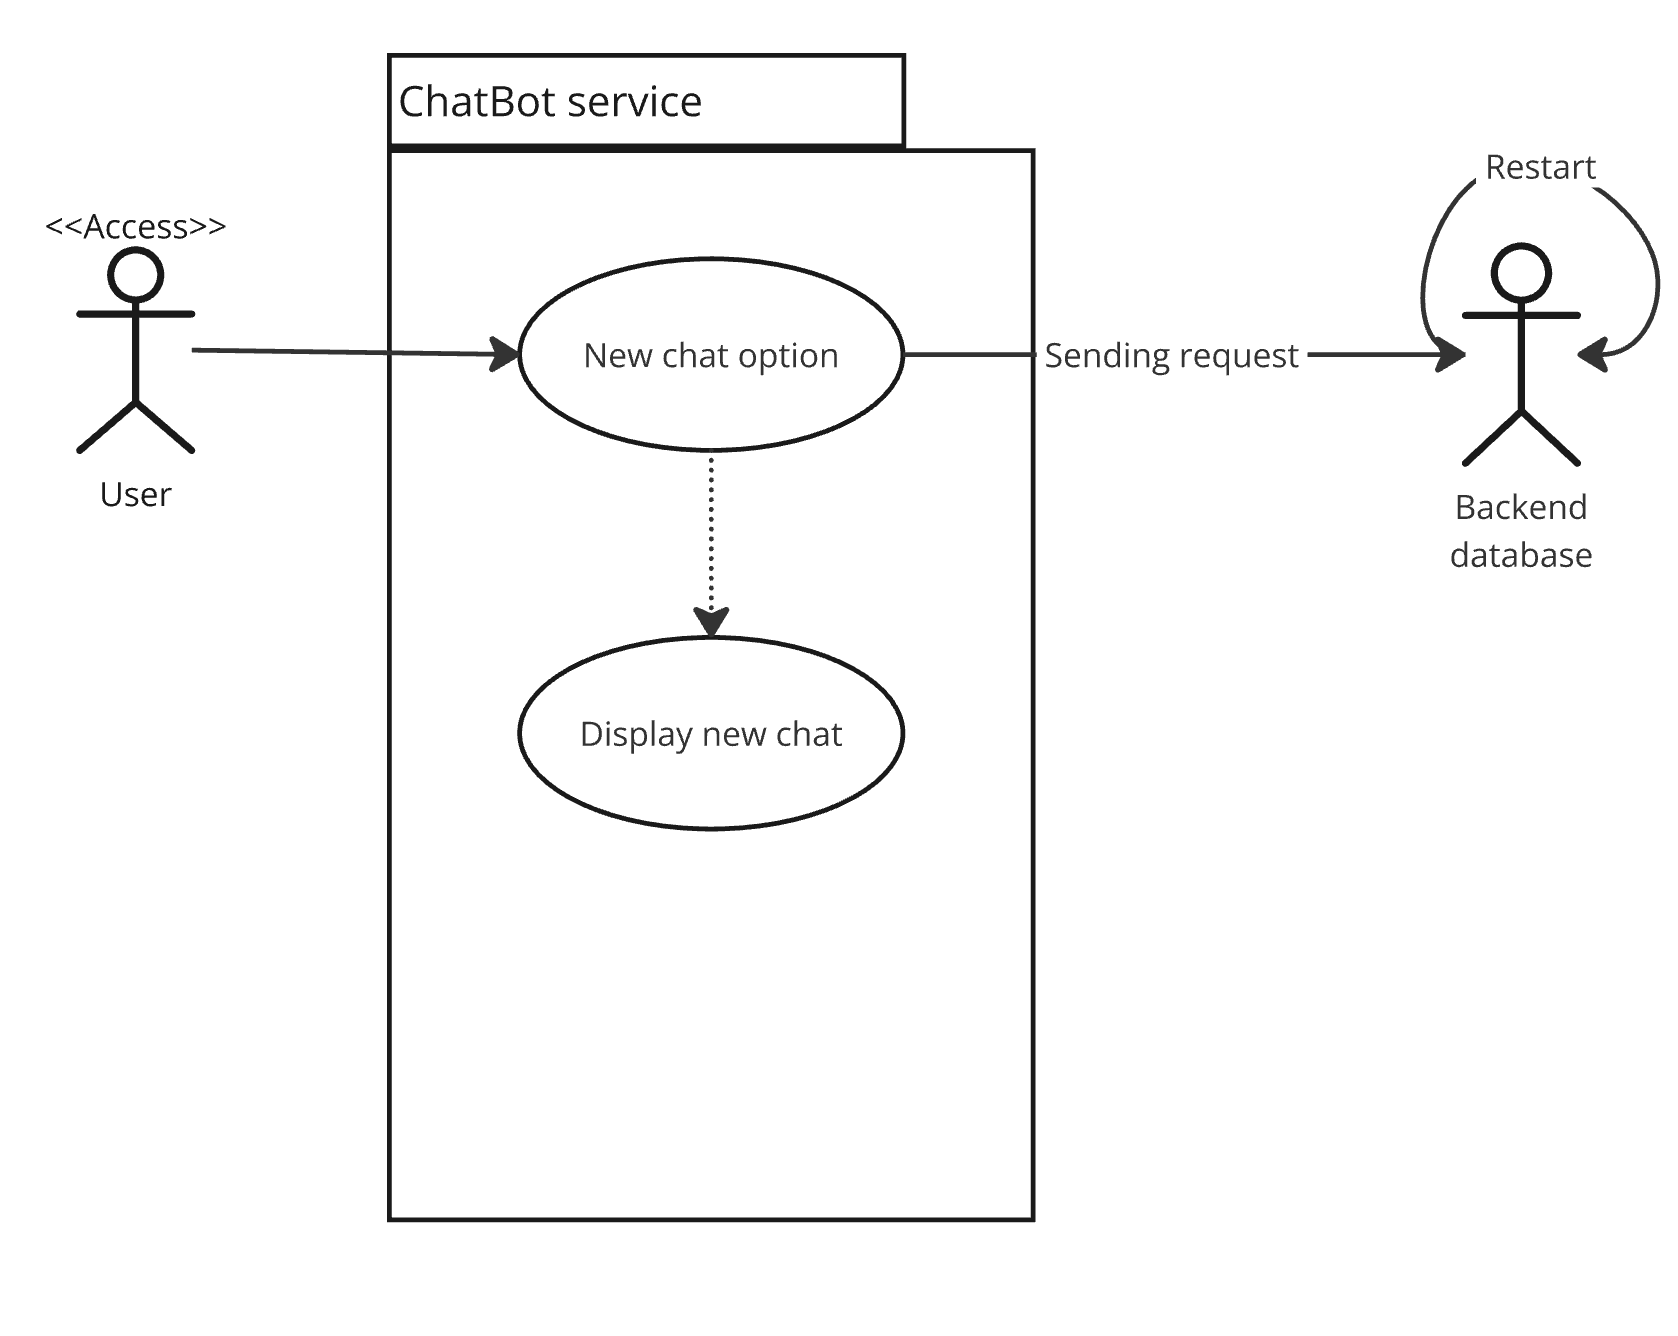 ChatBot service
Restart
<<Access>>
New chat option
Sending request
User
Backend
database
Display new chat